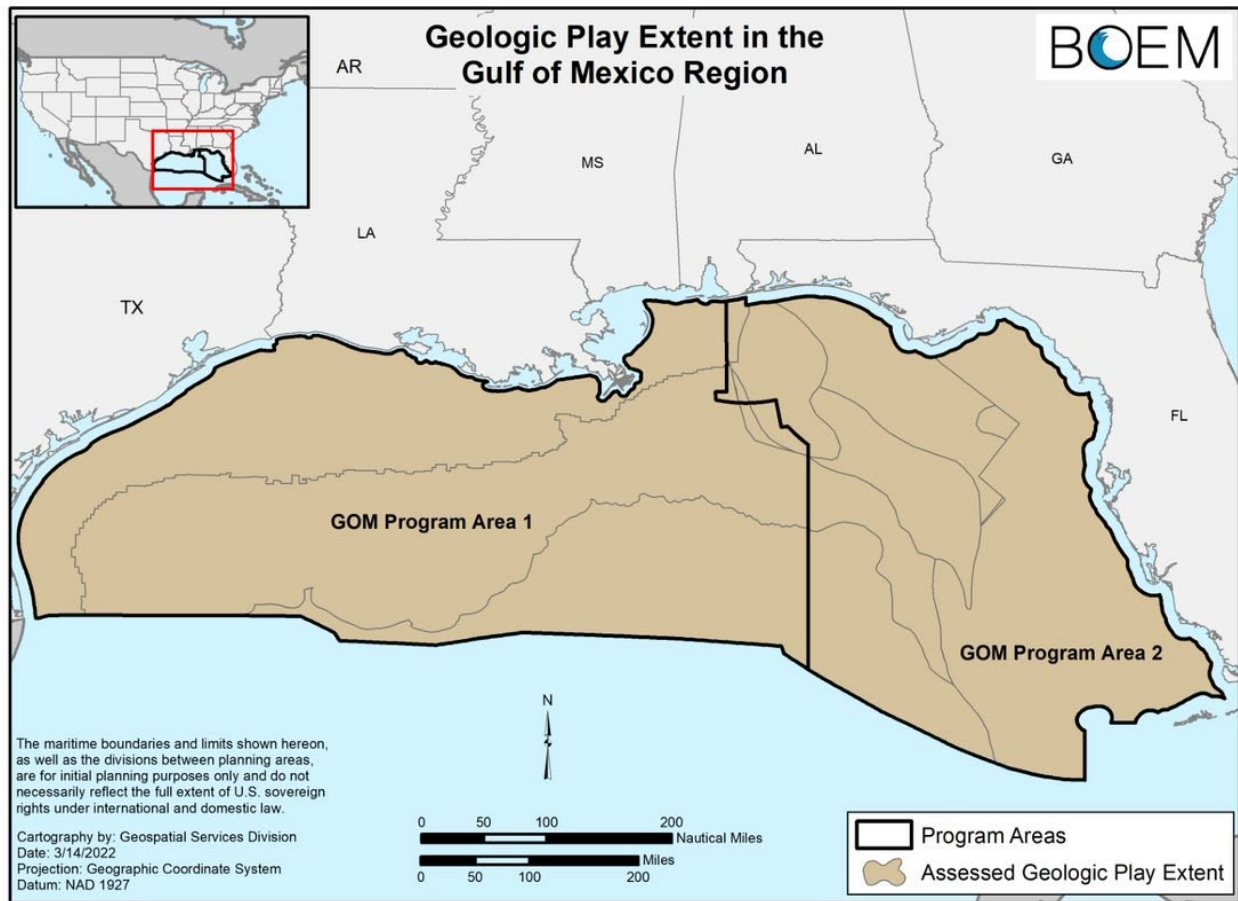 Geologic Play Extent in the
Gulf of Mexico Region
BOEM
AR
MS
AL
GA
LA
TX
FL
GOM Program Area 1
GOM Program Area 2
N
The maritime boundaries and limits shown hereon,
as well as the divisions between planning areas,
are for initial planning purposes only and do not
necessarily reflect the full extent of U.S. sovereign
rights under international and domestic law.
Cartography by: Geospatial Services Division
Date: 3/14/2022
Projection: Geographic Coordinate System
Datum: NAD 1927
0 50 100 200
Nautical Miles
Miles
0 50 100 200
Program Areas
Assessed Geologic Play Extent